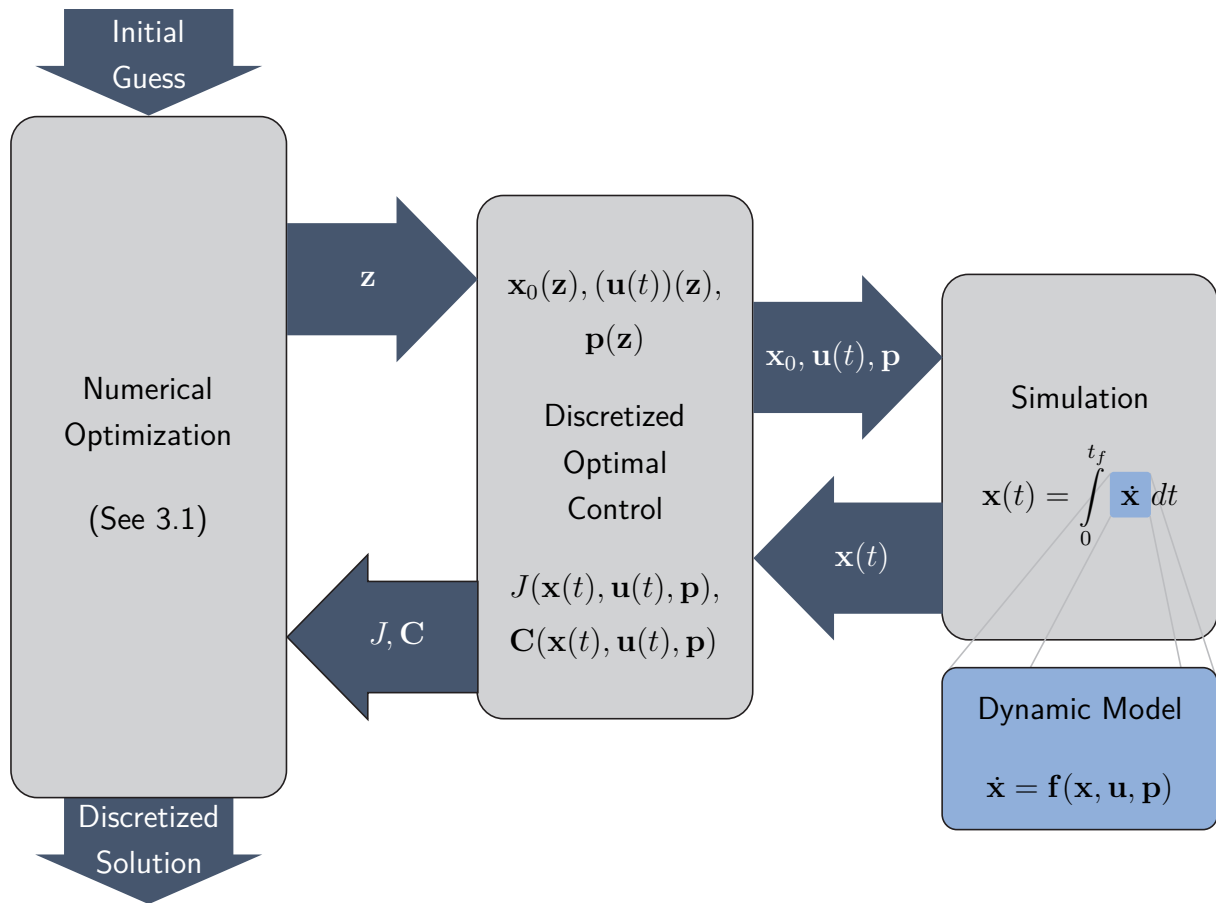 Initial
Guess
Numerical
Optimization
(See 3.1)
Discretized
Solution
𝐳
𝐱₀(𝐳), (𝐮(t))(𝐳),
𝐩(𝐳)
Discretized
Optimal
Control
J(𝐱(t), 𝐮(t), 𝐩),
𝐂(𝐱(t), 𝐮(t), 𝐩)
J, 𝐂
𝐱₀, 𝐮(t), 𝐩
𝐱(t)
Simulation
𝐱(t) = ∫₀^{t_f} 𝐱̇ dt
Dynamic Model
𝐱̇ = 𝐟(𝐱, 𝐮, 𝐩)